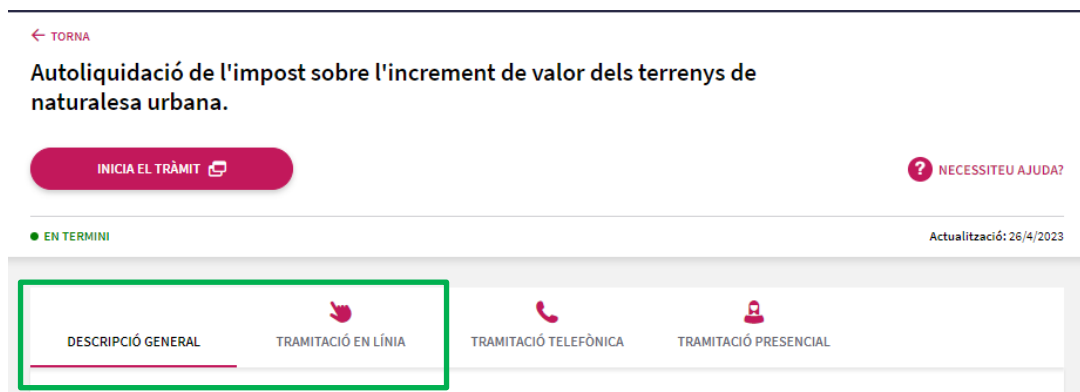 ← TORNA
Autoliquidació de l'impost sobre l'increment de valor dels terrenys de
naturalesa urbana.
INICIA EL TRÀMIT
? NECESSITEU AJUDA?
EN TERMINI
Actualització: 26/4/2023
DESCRIPCIÓ GENERAL
TRAMITACIÓ EN LÍNIA
TRAMITACIÓ TELEFÒNICA
TRAMITACIÓ PRESENCIAL